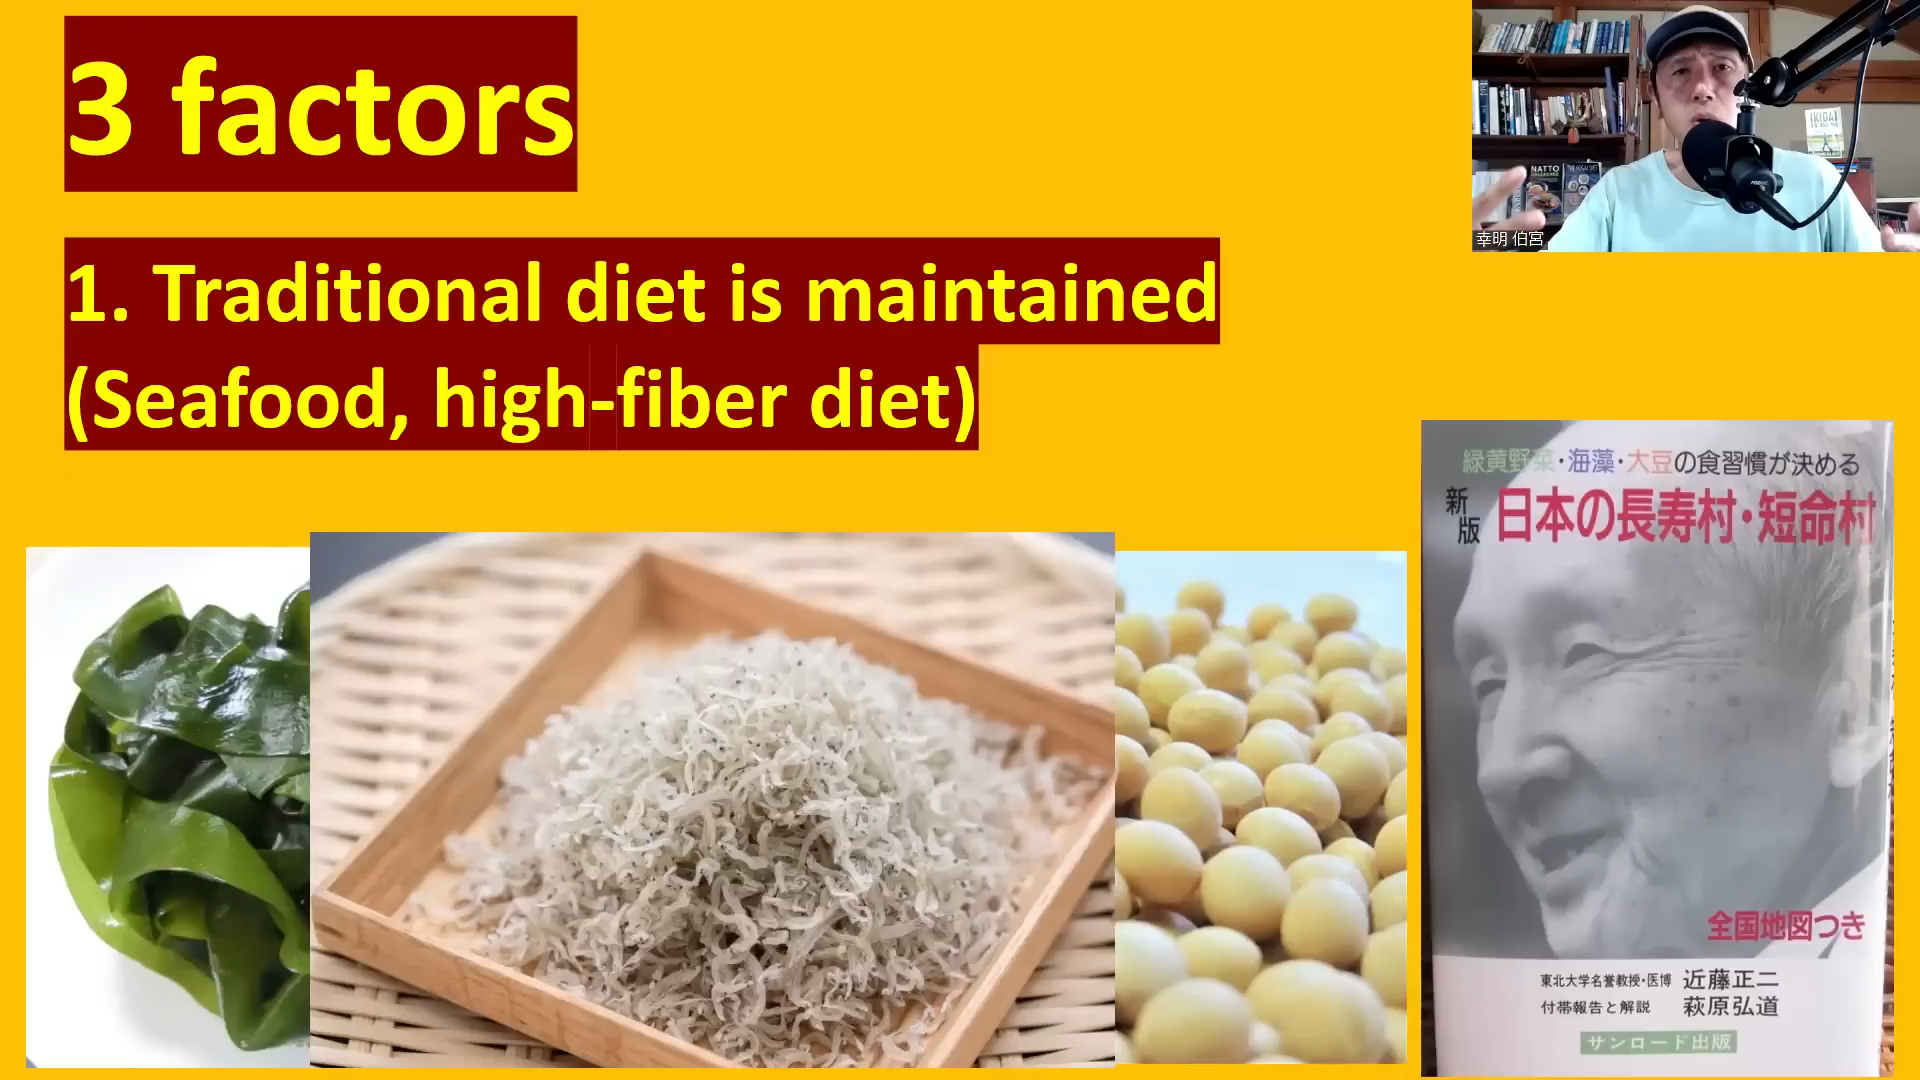 3 factors
1. Traditional diet is maintained
(Seafood, high-fiber diet)
IKIGAI
NATTO
幸明 伯宮
緑黄野菜・海藻・大豆の食習慣が決める
新版 日本の長寿村・短命村
全国地図つき
東北大学名誉教授・医博 近藤正二
付帯報告と解説 萩原弘道
サンロード出版